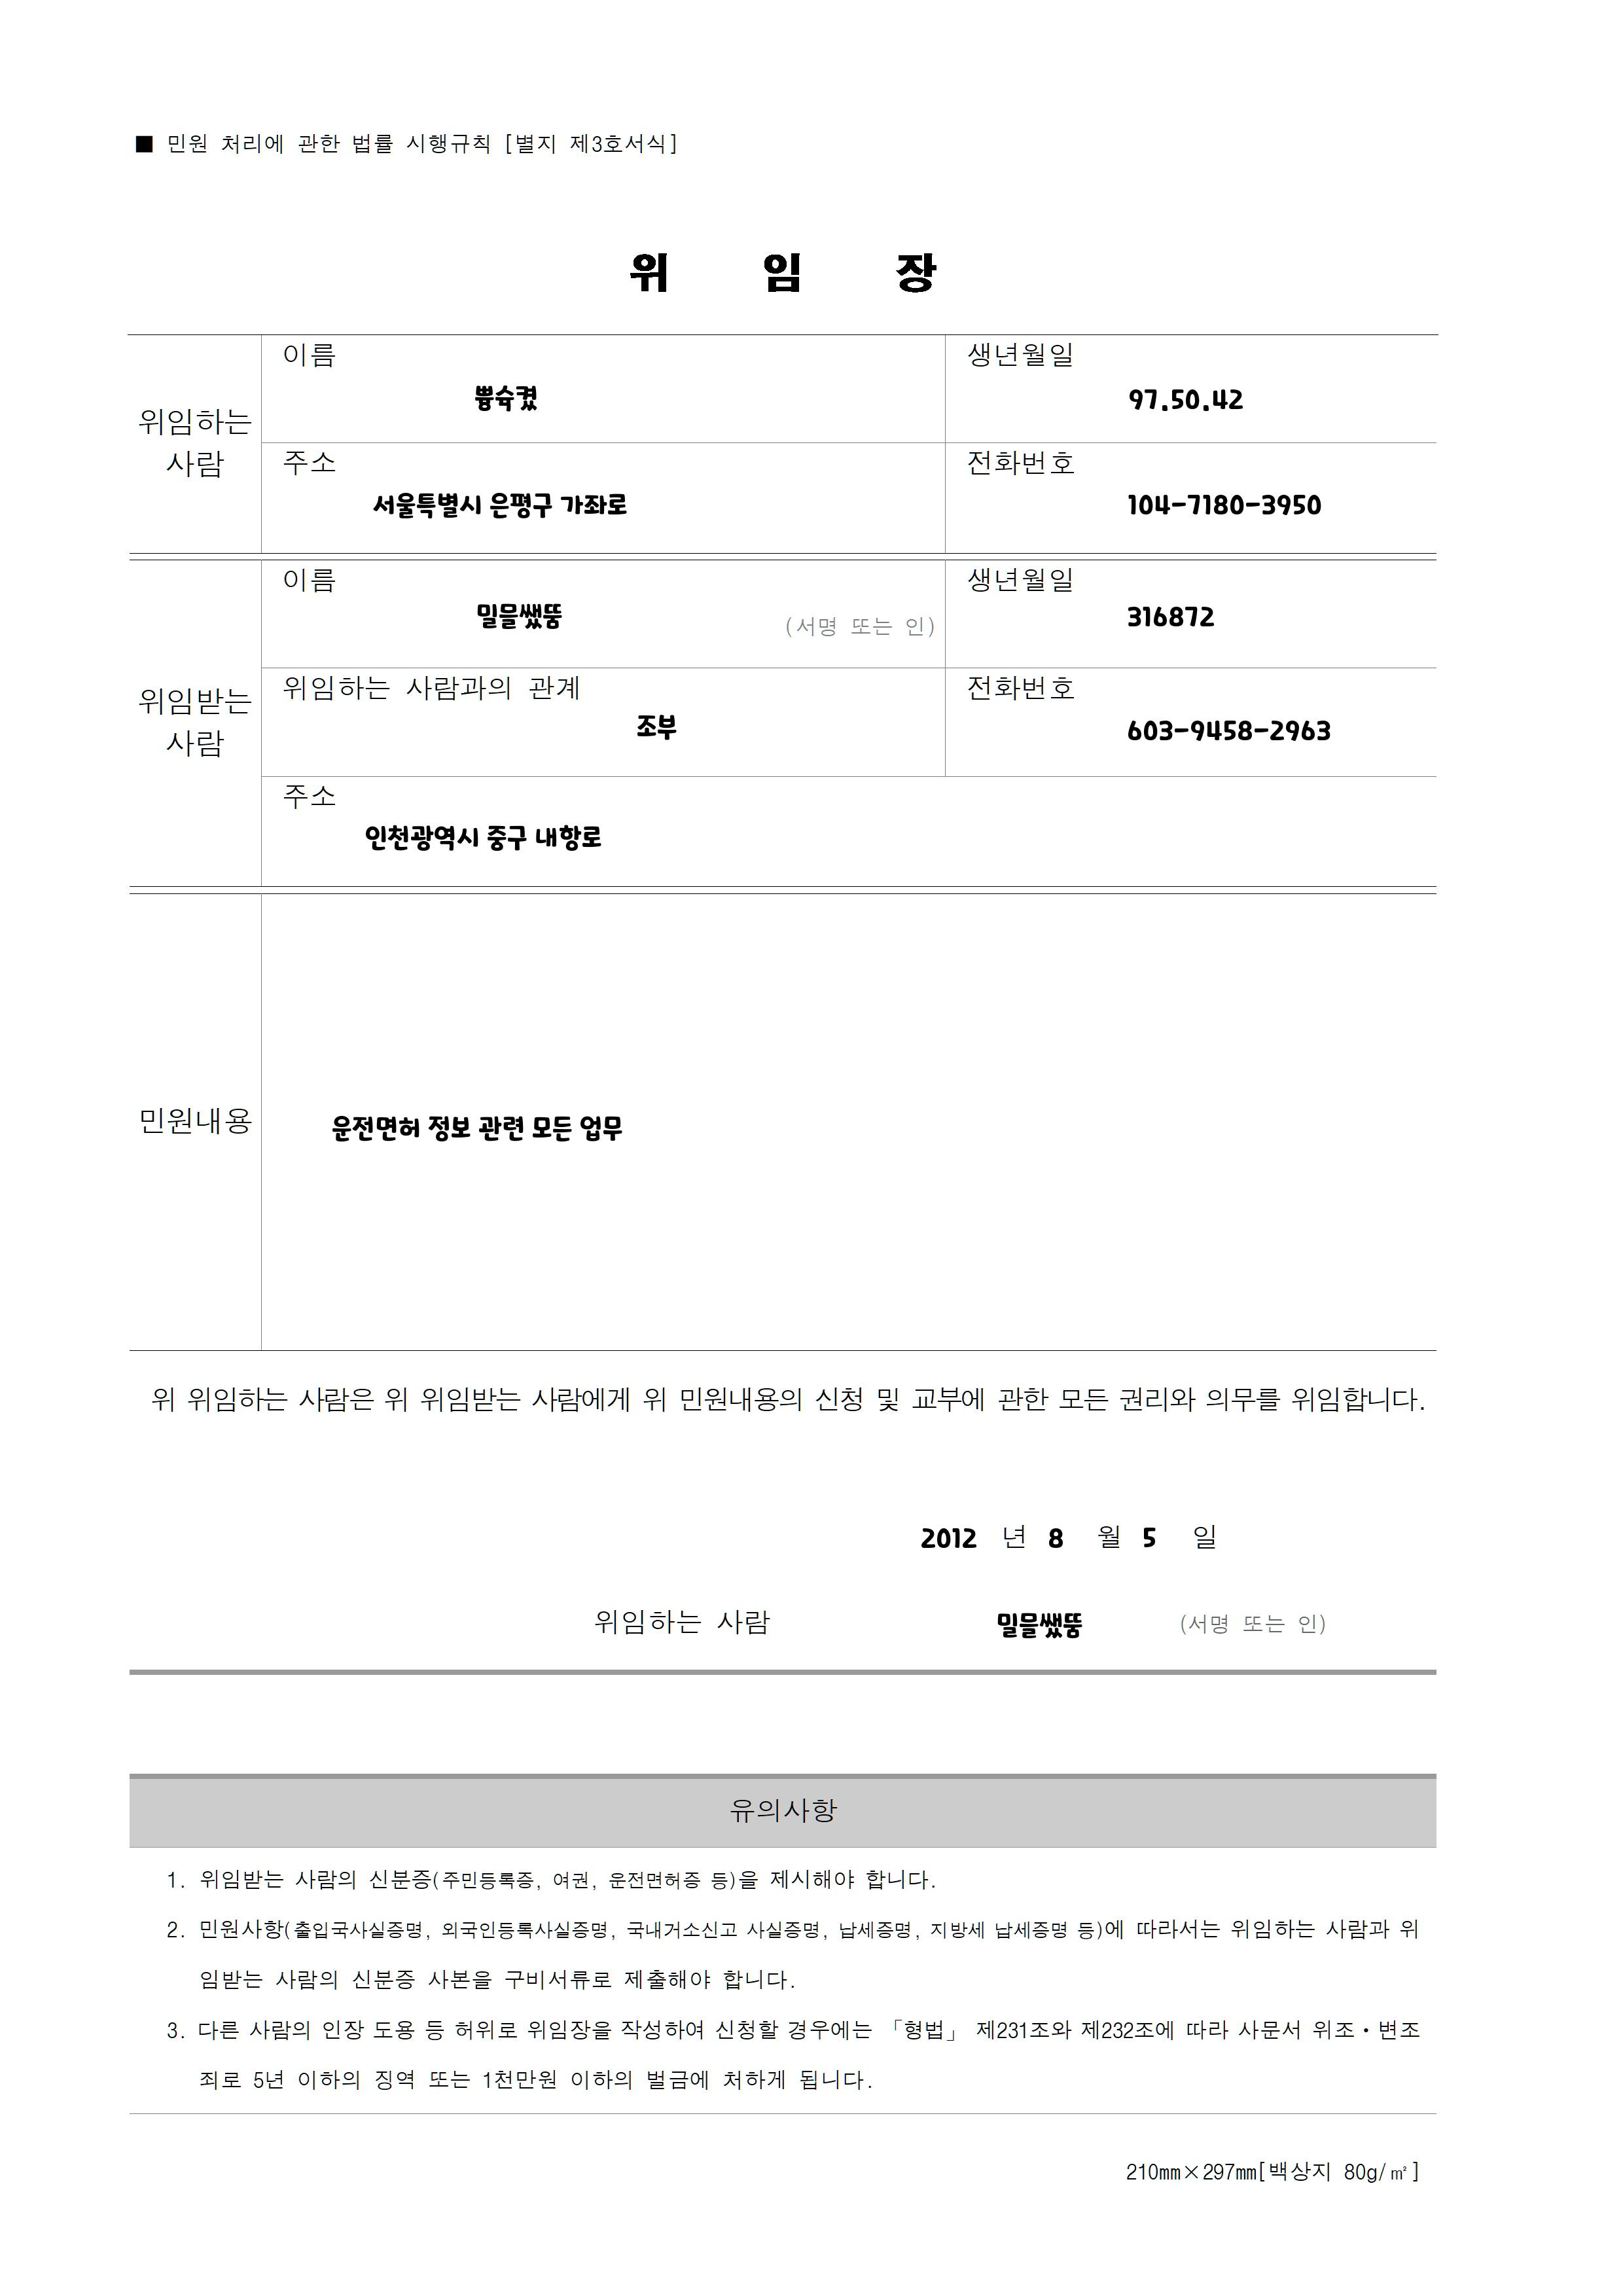 ■ 민원 처리에 관한 법률 시행규칙 [별지 제3호서식]
위 임 장
위임하는 사람
이름
생년월일
97.50.42
주소
전화번호
서울특별시 은평구 가좌로
104-7180-3950
위임받는 사람
이름
생년월일
밀믈쌨뚬
(서명 또는 인)
316872
위임하는 사람과의 관계
전화번호
조부
603-9458-2963
주소
인천광역시 중구 내항로
민원내용
운전면허 정보 관련 모든 업무
위 위임하는 사람은 위 위임받는 사람에게 위 민원내용의 신청 및 교부에 관한 모든 권리와 의무를 위임합니다.
2012 년 8 월 5 일
위임하는 사람 밀믈쌨뚬 (서명 또는 인)
유의사항
1. 위임받는 사람의 신분증(주민등록증, 여권, 운전면허증 등)을 제시해야 합니다.
2. 민원사항(출입국사실증명, 외국인등록사실증명, 국내거소신고 사실증명, 납세증명, 지방세 납세증명 등)에 따라서는 위임하는 사람과 위
임받는 사람의 신분증 사본을 구비서류로 제출해야 합니다.
3. 다른 사람의 인장 도용 등 허위로 위임장을 작성하여 신청할 경우에는 「형법」 제231조와 제232조에 따라 사문서 위조·변조
죄로 5년 이하의 징역 또는 1천만원 이하의 벌금에 처하게 됩니다.
210㎜×297㎜[백상지 80g/㎡]